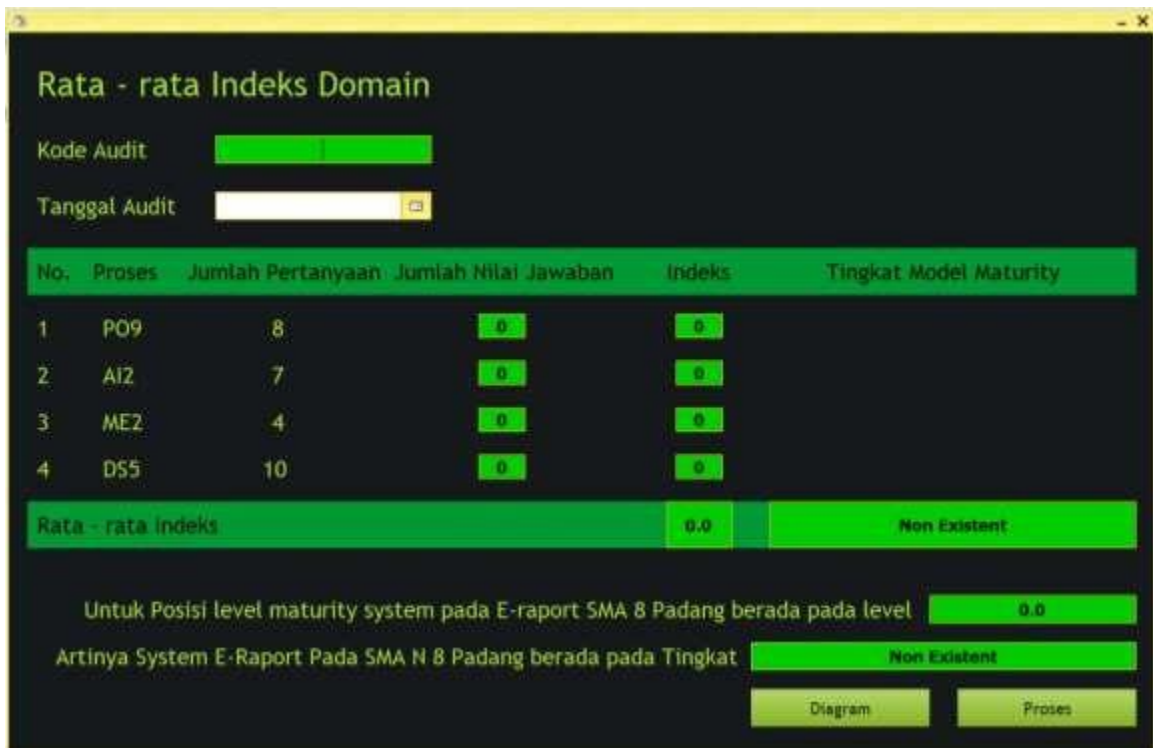 Rata - rata Indeks Domain
Kode Audit
Tanggal Audit
No. Proses Jumlah Pertanyaan Jumlah Nilai Jawaban Indeks Tingkat Model Maturity
1 PO9 8 0 0
2 AI2 7 0 0
3 ME2 4 0 0
4 DS5 10 0 0
Rata - rata indeks 0.0 Non Existent
Untuk Posisi level maturity system pada E-raport SMA 8 Padang berada pada level 0.0
Artinya System E-Raport Pada SMA N 8 Padang berada pada Tingkat Non Existent
Diagram Proses